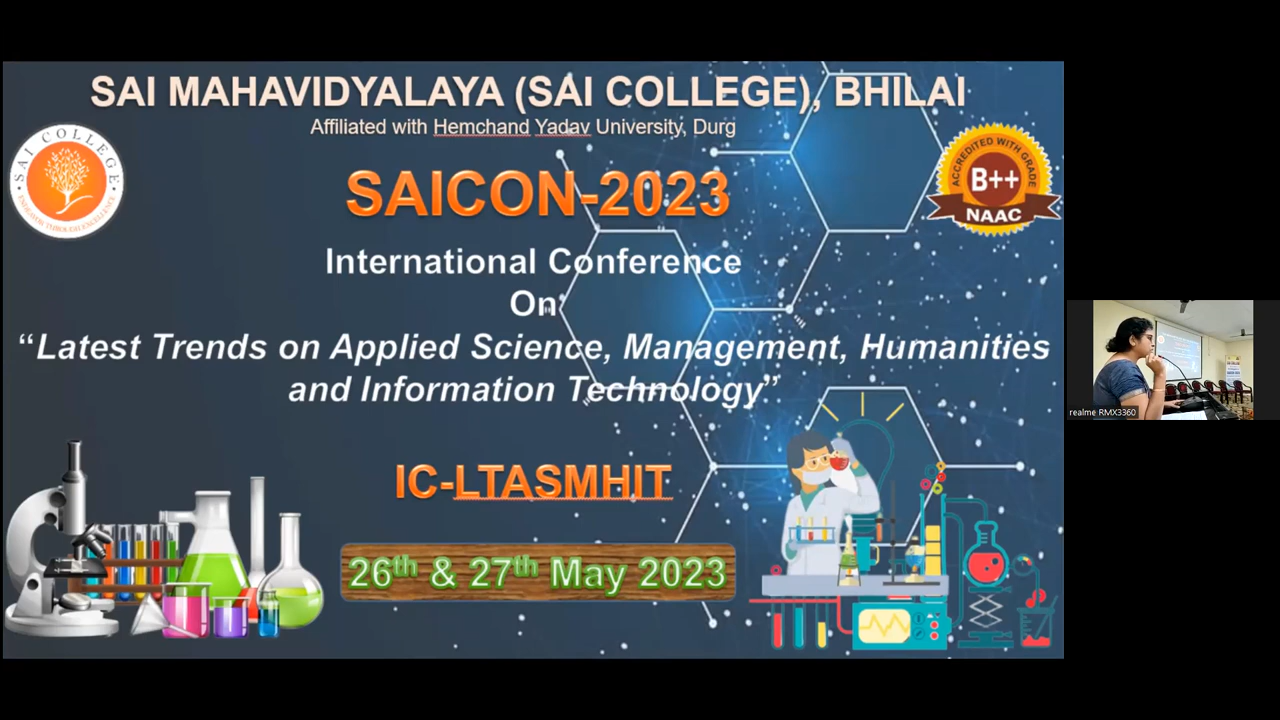 SAI MAHAVIDYALAYA (SAI COLLEGE), BHILAI
Affiliated with Hemchand Yadav University, Durg
SAI COLLEGE
ACCREDITED WITH GRADE
B++
NAAC
SAICON-2023
International Conference
On
“Latest Trends on Applied Science, Management, Humanities
and Information Technology”
IC-LTASMHIT
26th & 27th May 2023
realme RMX3360